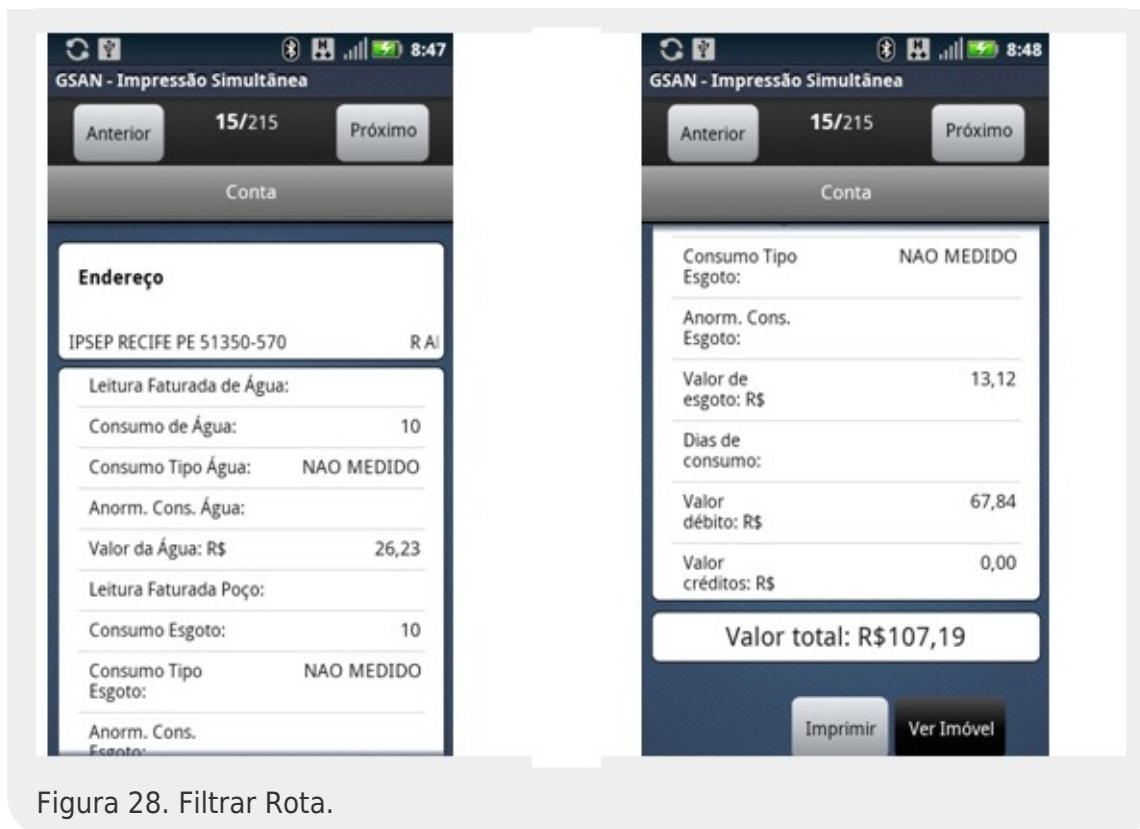 8:47
GSAN - Impressão Simultânea
Anterior
15/215
Próximo
Conta
Endereço
IPSEP RECIFE PE 51350-570 R A
Leitura Faturada de Água:
Consumo de Água: 10
Consumo Tipo Água: NAO MEDIDO
Anorm. Cons. Água:
Valor da Água: R$ 26,23
Leitura Faturada Poço:
Consumo Esgoto: 10
Consumo Tipo NAO MEDIDO
Esgoto:
Anorm. Cons.
Esgoto:
8:48
GSAN - Impressão Simultânea
Anterior
15/215
Próximo
Conta
Consumo Tipo NAO MEDIDO
Esgoto:
Anorm. Cons.
Esgoto:
Valor de 13,12
esgoto: R$
Dias de
consumo:
Valor 67,84
débito: R$
Valor 0,00
créditos: R$
Valor total: R$107,19
Imprimir
Ver Imóvel
Figura 28. Filtrar Rota.